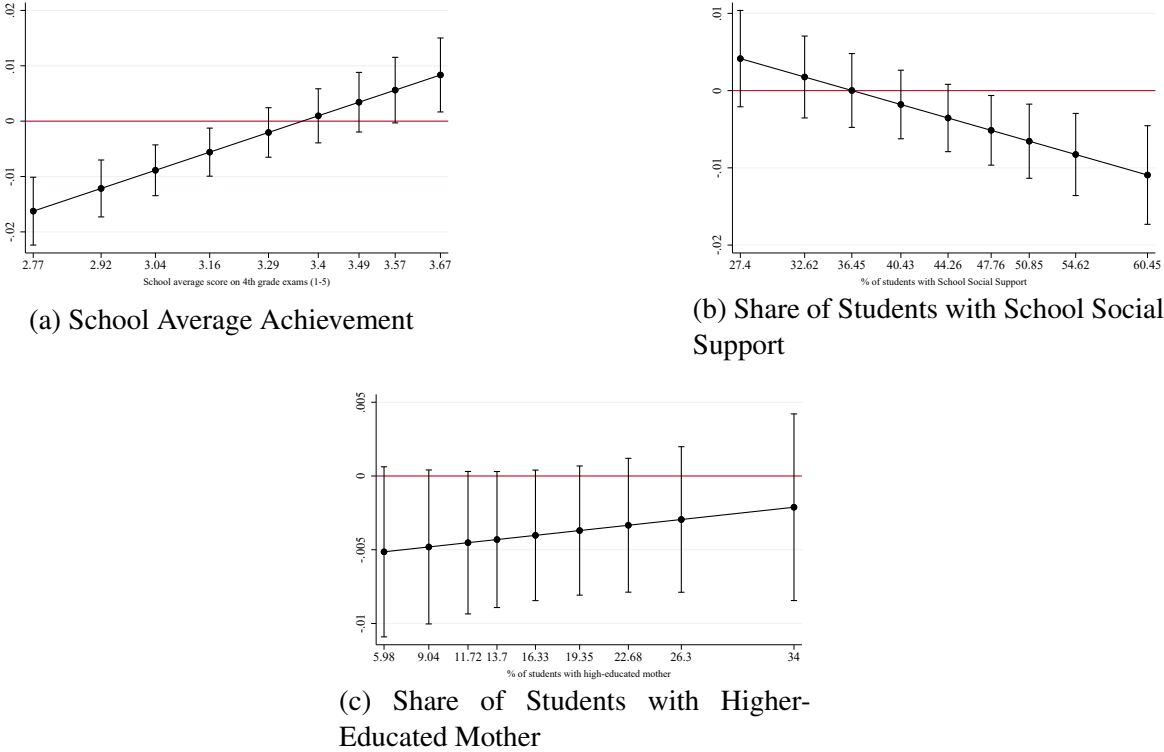 .02
.01
0
-.01
-.02
2.77 2.92 3.04 3.16 3.29 3.4 3.49 3.57 3.67
School average score on 4th grade exams (1-5)
(a) School Average Achievement
.01
0
-.01
-.02
27.4 32.62 36.45 40.43 44.26 47.76 50.85 54.62 60.45
% of students with School Social Support
(b) Share of Students with School Social
Support
.005
0
-.005
-.01
5.98 9.04 11.72 13.7 16.33 19.35 22.68 26.3 34
% of students with high-educated mother
(c) Share of Students with Higher-
Educated Mother